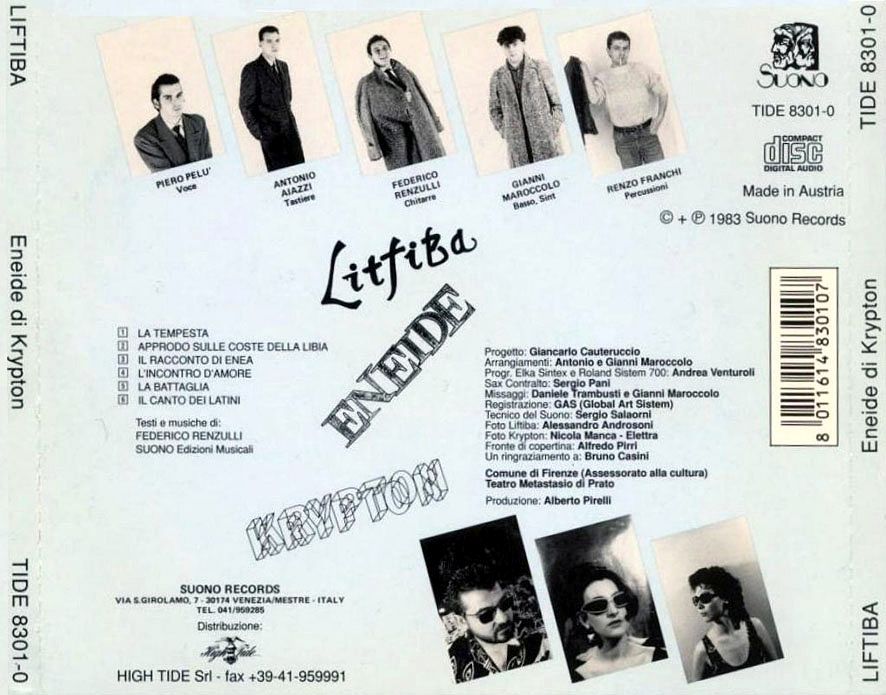 LIFTIBA
Eneide di Krypton
TIDE 8301-0
PIERO PELU'
Voce
ANTONIO
AIAZZI
Tastiere
FEDERICO
RENZULLI
Chitarre
GIANNI
MAROCCOLO
Basso, Sint
RENZO FRANCHI
Percussioni
SUONO
TIDE 8301-0
COMPACT
disc
DIGITAL AUDIO
Made in Austria
© + ℗ 1983 Suono Records
Litfiba
ENEIDE
KRYPTON
1 LA TEMPESTA
2 APPRODO SULLE COSTE DELLA LIBIA
3 IL RACCONTO DI ENEA
4 L'INCONTRO D'AMORE
5 LA BATTAGLIA
6 IL CANTO DEI LATINI
Testi e musiche di:
FEDERICO RENZULLI
SUONO Edizioni Musicali
Progetto: Giancarlo Cauteruccio
Arrangiamenti: Antonio e Gianni Maroccolo
Progr. Elka Sintex e Roland Sistem 700: Andrea Venturoli
Sax Contralto: Sergio Pani
Missaggi: Daniele Trambusti e Gianni Maroccolo
Registrazione: GAS (Global Art Sistem)
Tecnico del Suono: Sergio Salaorni
Foto Liftiba: Alessandro Androsoni
Foto Krypton: Nicola Manca - Elettra
Fronte di copertina: Alfredo Pirri
Un ringraziamento a: Bruno Casini
Comune di Firenze (Assessorato alla cultura)
Teatro Metastasio di Prato
Produzione: Alberto Pirelli
8 011614 830107
SUONO RECORDS
VIA S.GIROLAMO, 7 - 30174 VENEZIA/MESTRE - ITALY
TEL. 041/959285
Distribuzione:
High Tide
HIGH TIDE Srl - fax +39-41-959991
TIDE 8301-0
Eneide di Krypton
LIFTIBA